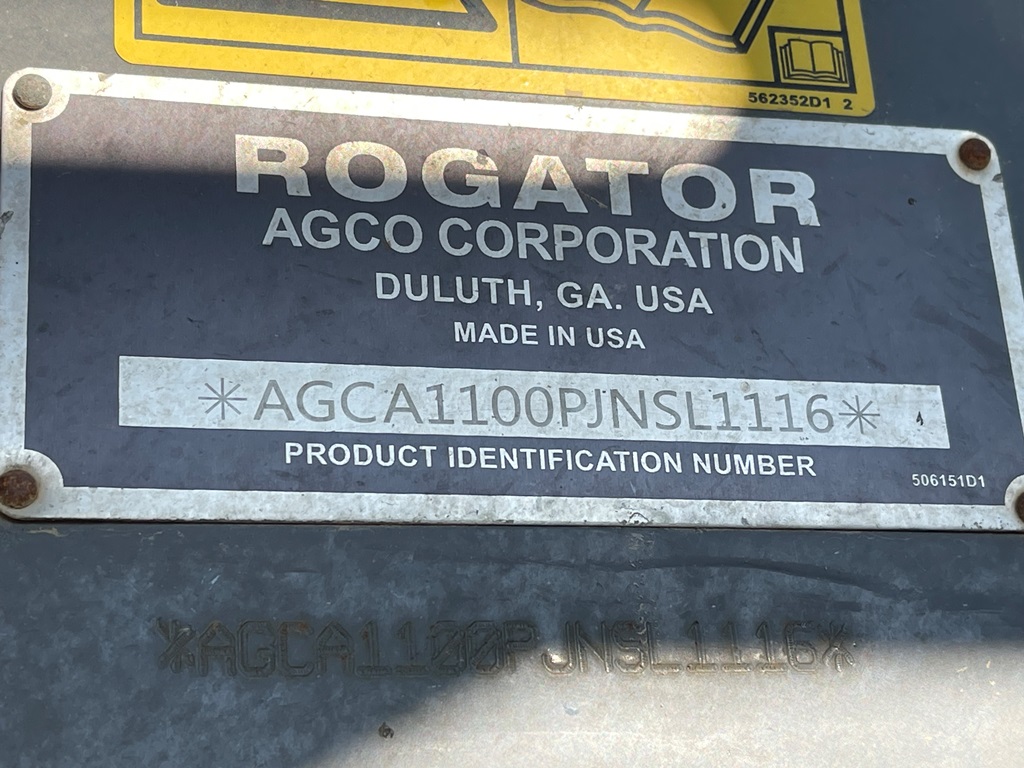 562352D1 2
ROGATOR
AGCO CORPORATION
DULUTH, GA. USA
MADE IN USA
*AGCA1100PJNSL1116*
PRODUCT IDENTIFICATION NUMBER
506151D1
*AGCA1100PJNSL1116*